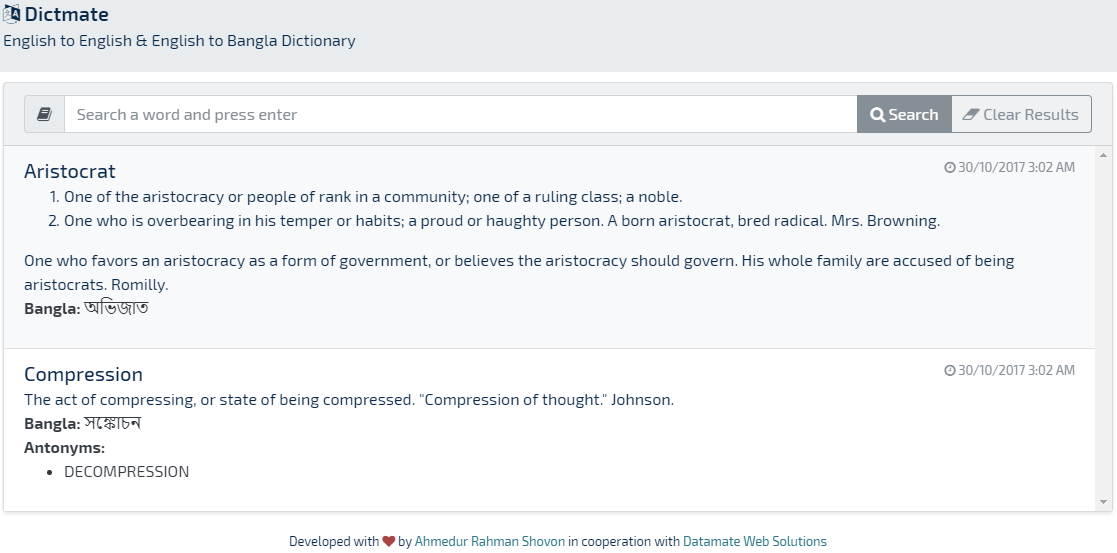 Dictmate
English to English & English to Bangla Dictionary
Search a word and press enter
Search
Clear Results
Aristocrat
30/10/2017 3:02 AM
1. One of the aristocracy or people of rank in a community; one of a ruling class; a noble.
2. One who is overbearing in his temper or habits; a proud or haughty person. A born aristocrat, bred radical. Mrs. Browning.
One who favors an aristocracy as a form of government, or believes the aristocracy should govern. His whole family are accused of being
aristocrats. Romilly.
Bangla: অভিজাত
Compression
30/10/2017 3:02 AM
The act of compressing, or state of being compressed. "Compression of thought." Johnson.
Bangla: সঙ্কোচন
Antonyms:
• DECOMPRESSION
Developed with ❤ by Ahmedur Rahman Shovon in cooperation with Datamate Web Solutions